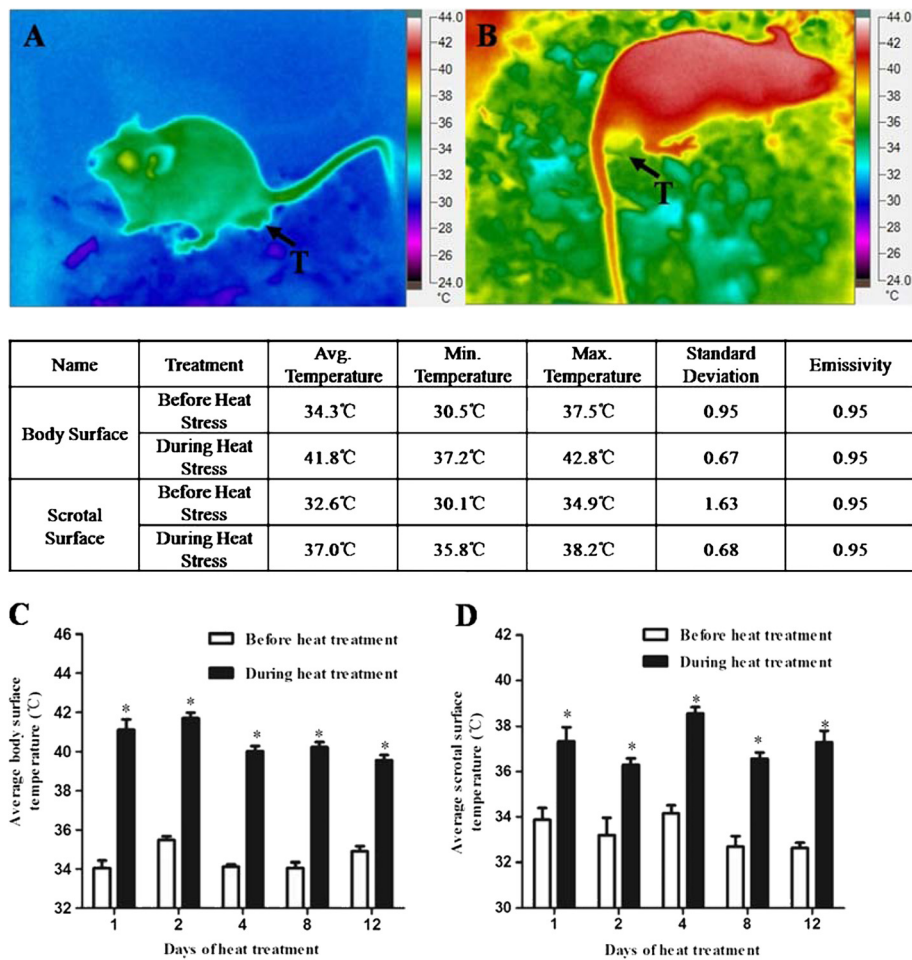 A
T
44.0
42
40
38
36
34
32
30
28
26
24.0
°C
B
T
44.0
42
40
38
36
34
32
30
28
26
24.0
°C
Name Treatment Avg. Temperature Min. Temperature Max. Temperature Standard Deviation Emissivity
Body Surface
Before Heat Stress 34.3℃ 30.5℃ 37.5℃ 0.95 0.95
During Heat Stress 41.8℃ 37.2℃ 42.8℃ 0.67 0.95
Scrotal Surface
Before Heat Stress 32.6℃ 30.1℃ 34.9℃ 1.63 0.95
During Heat Stress 37.0℃ 35.8℃ 38.2℃ 0.68 0.95
C
Before heat treatment
During heat treatment
Average body surface
temperature (℃)
46
44
42
40
38
36
34
32
* * * * *
1 2 4 8 12
Days of heat treatment
D
Before heat treatment
During heat treatment
Average scrotal surface
temperature (℃)
42
40
38
36
34
32
30
* * * * *
1 2 4 8 12
Days of heat treatment